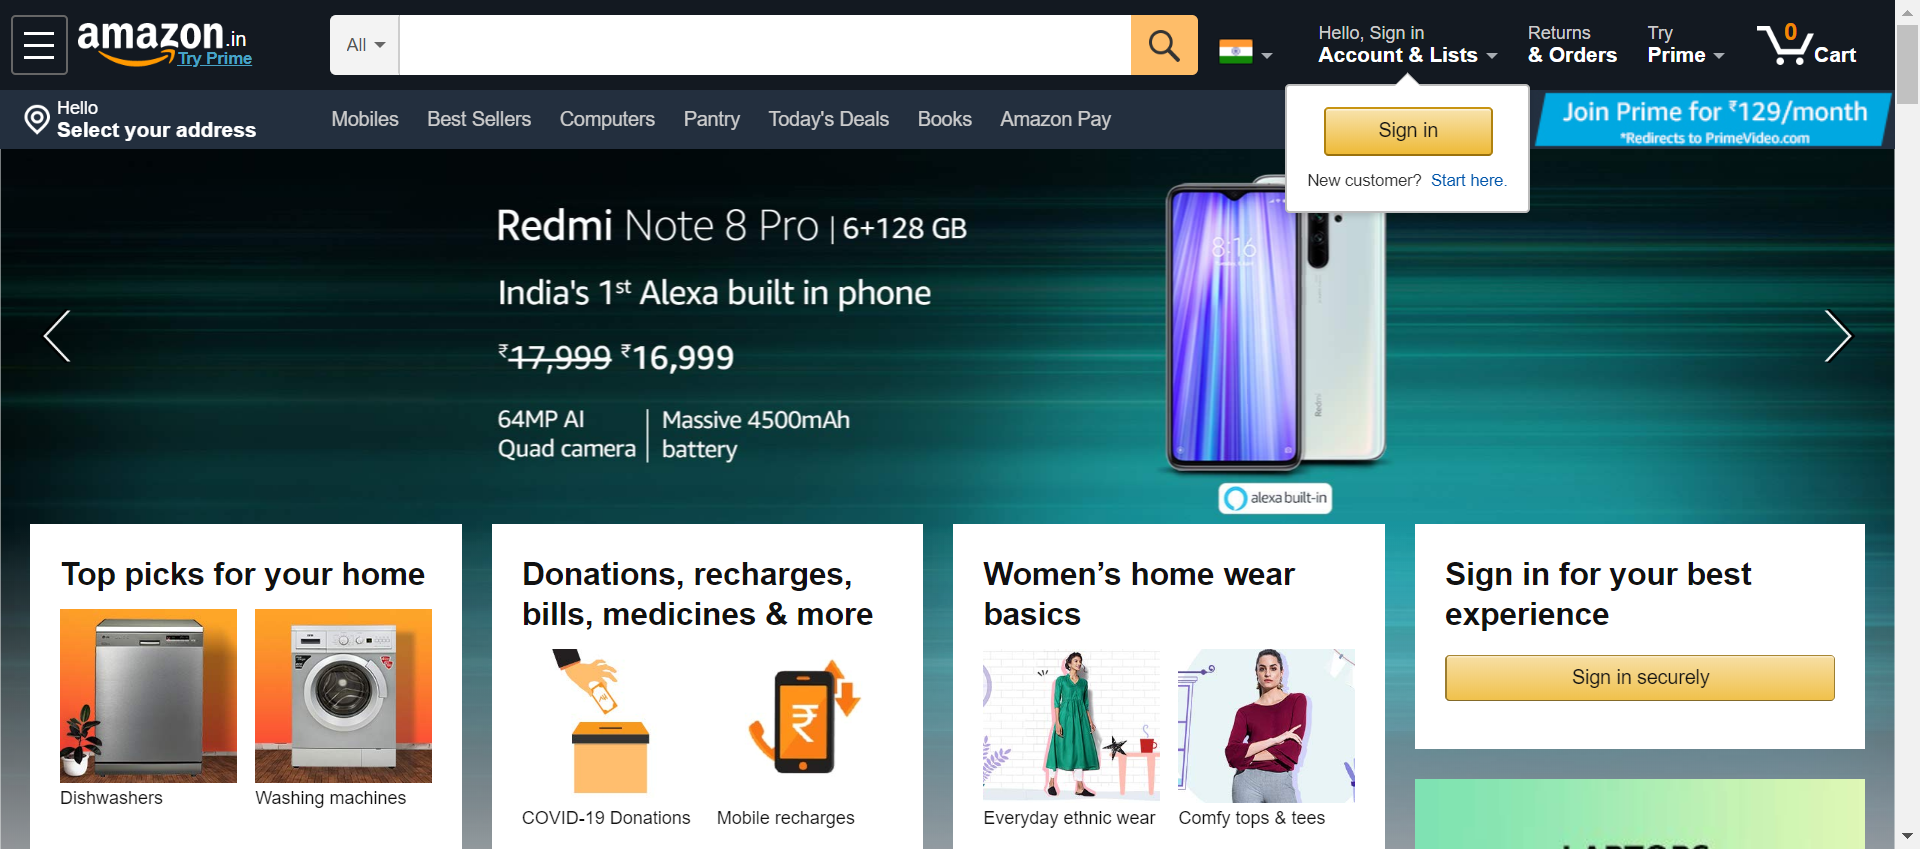 amazon.in
Try Prime
All
Hello, Sign in
Account & Lists
Returns
& Orders
Try
Prime
0
Cart
Hello
Select your address
Mobiles
Best Sellers
Computers
Pantry
Today's Deals
Books
Amazon Pay
Join Prime for ₹129/month
*Redirects to PrimeVideo.com
Sign in
New customer? Start here.
Redmi Note 8 Pro | 6+128 GB
India's 1st Alexa built in phone
₹17,999 ₹16,999
64MP AI
Quad camera
Massive 4500mAh
battery
8:16
Redmi
alexa built-in
Top picks for your home
Dishwashers
Washing machines
Donations, recharges,
bills, medicines & more
COVID-19 Donations
Mobile recharges
Women’s home wear
basics
Everyday ethnic wear
Comfy tops & tees
Sign in for your best
experience
Sign in securely
LAPTOPS